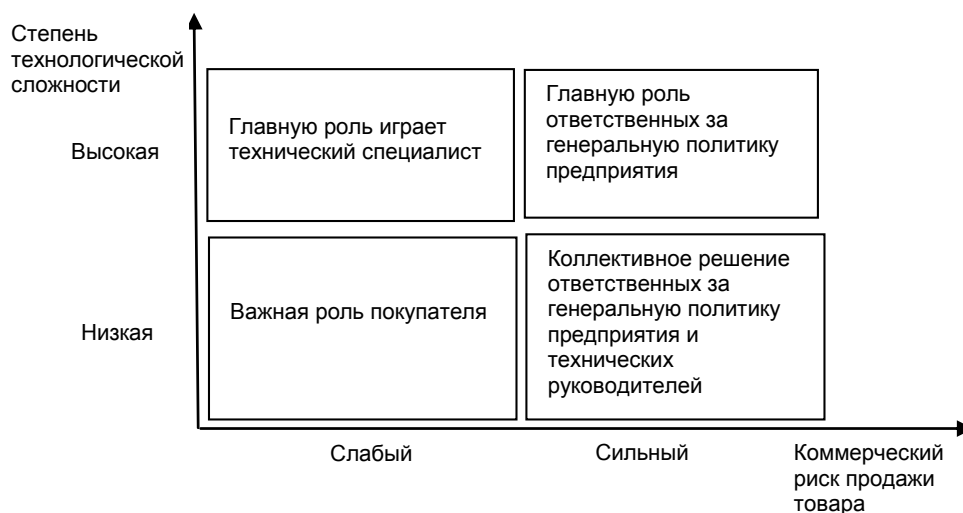 Степень
технологической
сложности
Высокая
Главную роль играет
технический специалист
Главную роль
ответственных за
генеральную политику
предприятия
Низкая
Важная роль покупателя
Коллективное решение
ответственных за
генеральную политику
предприятия и
технических
руководителей
Слабый
Сильный
Коммерческий
риск продажи
товара